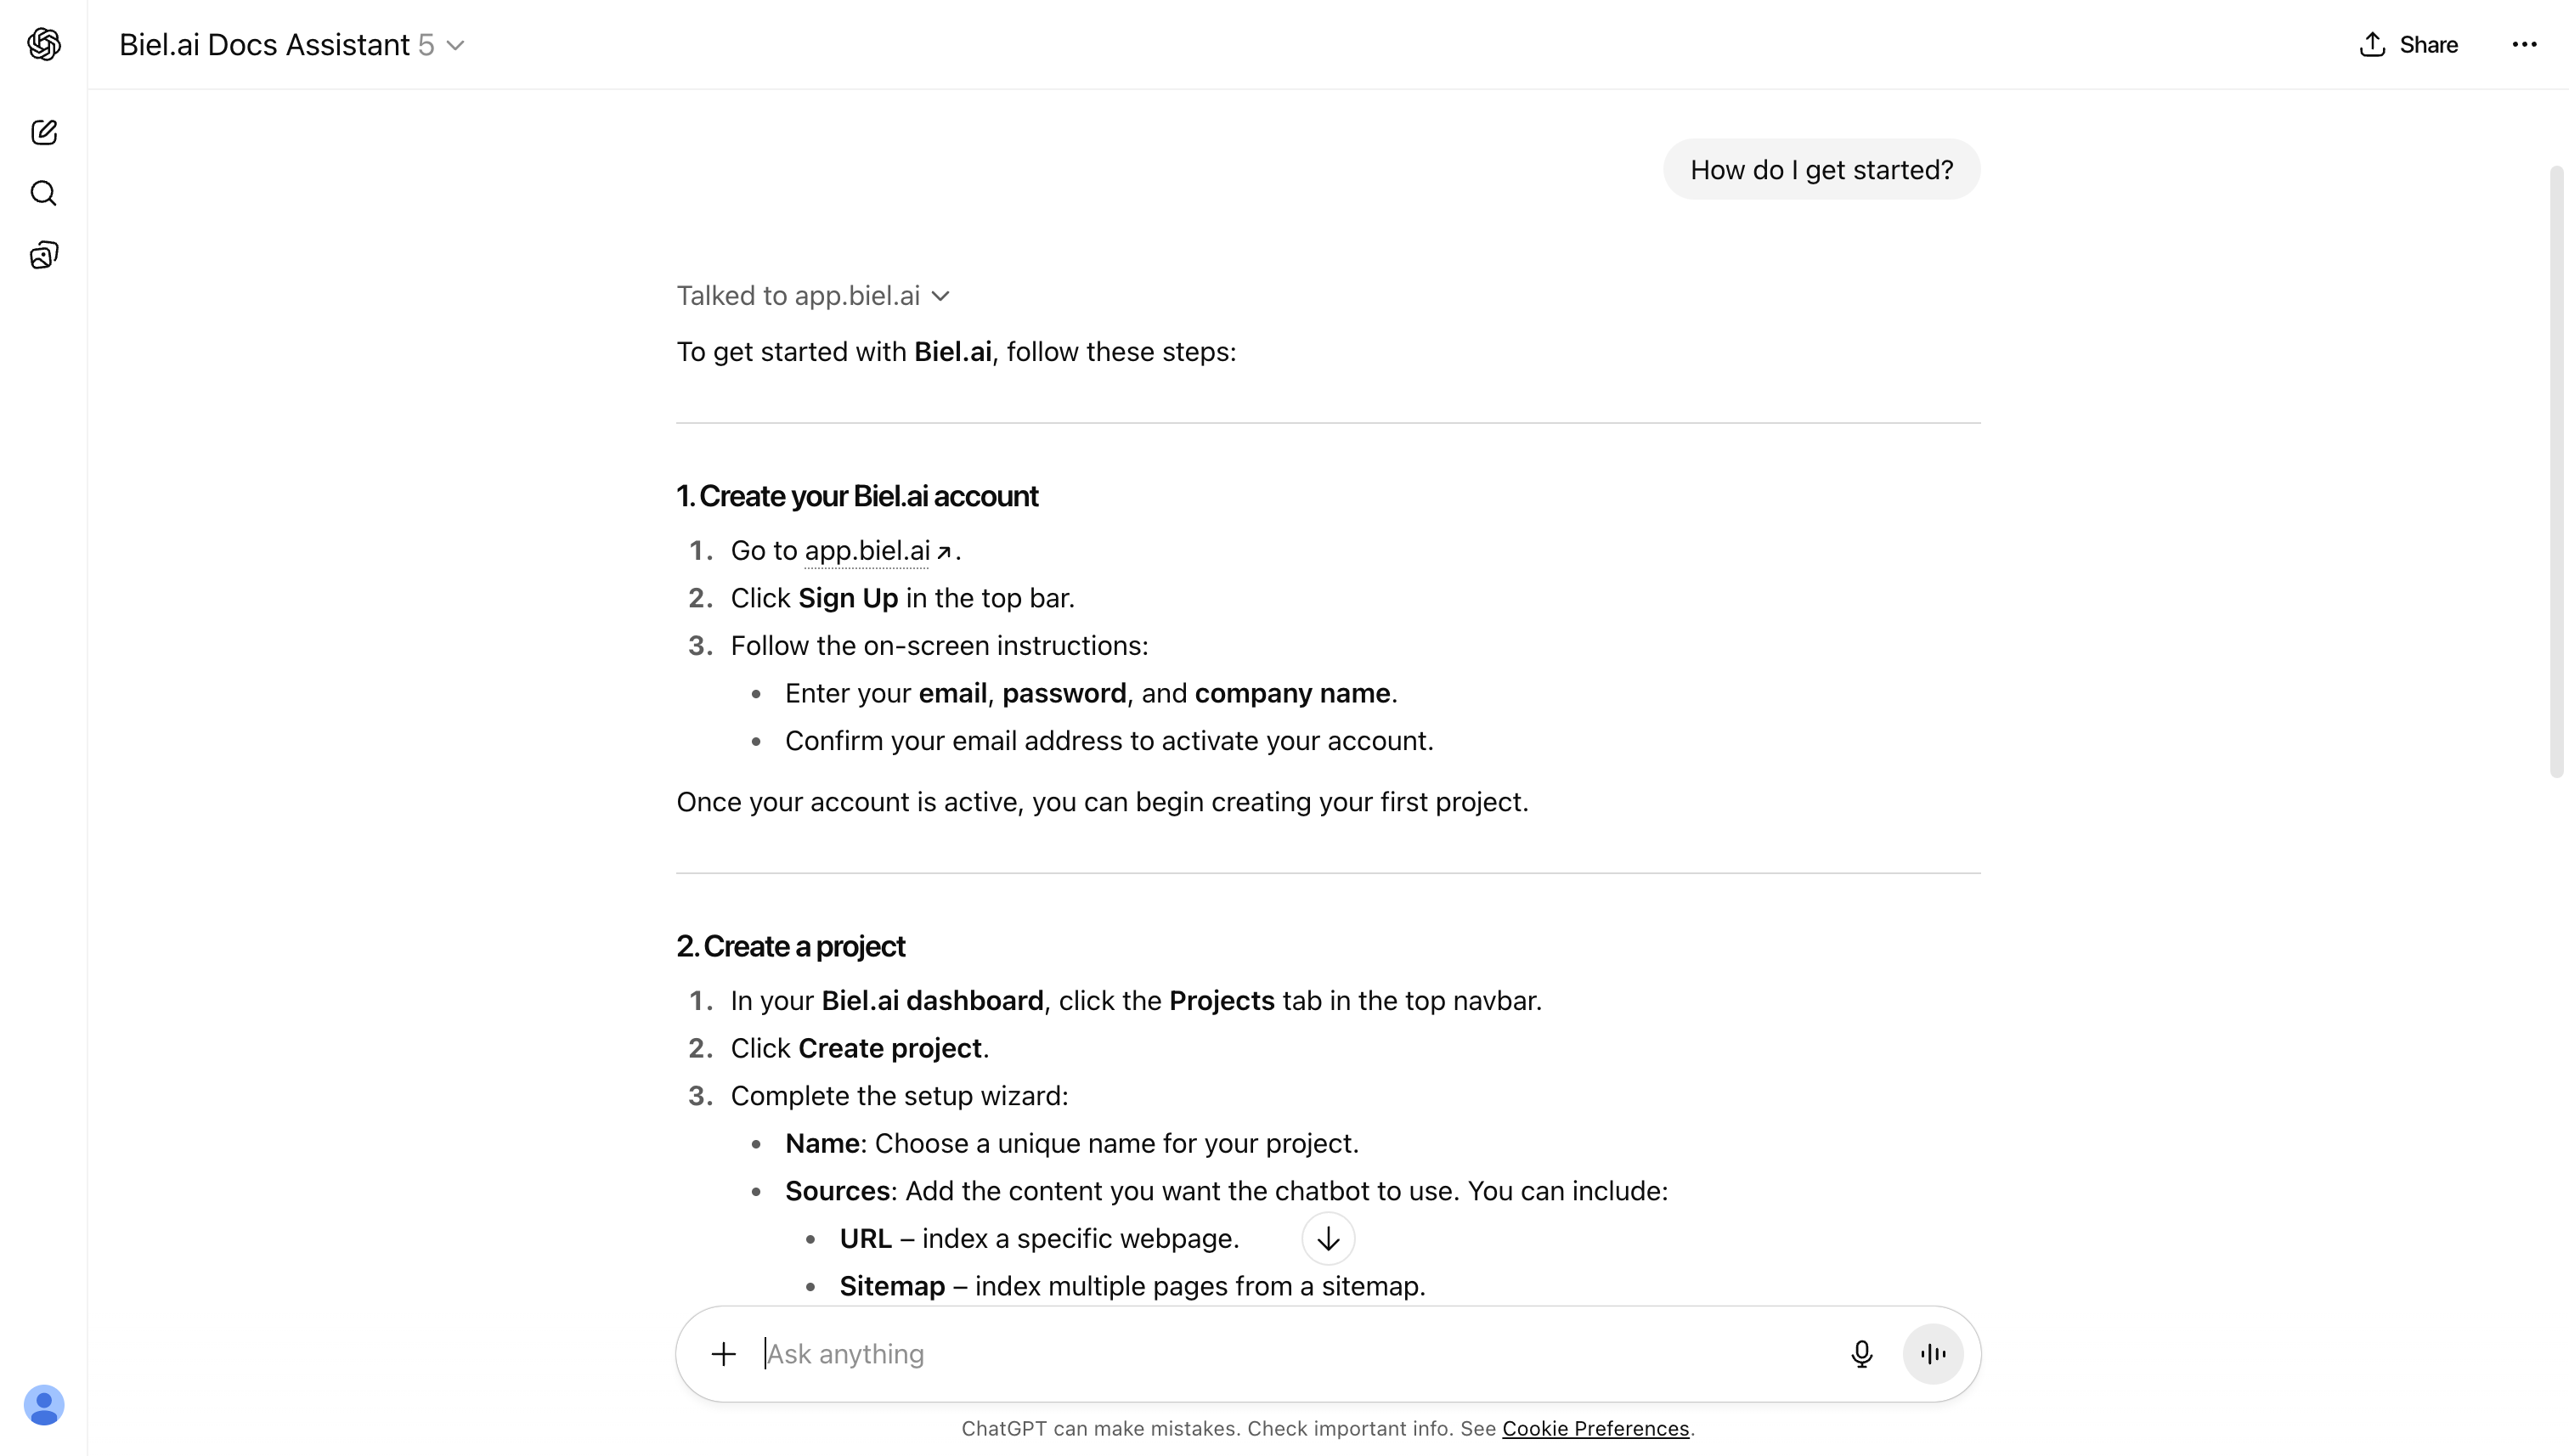 Biel.ai Docs Assistant 5
Share
How do I get started?
Talked to app.biel.ai
To get started with Biel.ai, follow these steps:
1. Create your Biel.ai account
1. Go to app.biel.ai.
2. Click Sign Up in the top bar.
3. Follow the on-screen instructions:
• Enter your email, password, and company name.
• Confirm your email address to activate your account.
Once your account is active, you can begin creating your first project.
2. Create a project
1. In your Biel.ai dashboard, click the Projects tab in the top navbar.
2. Click Create project.
3. Complete the setup wizard:
• Name: Choose a unique name for your project.
• Sources: Add the content you want the chatbot to use. You can include:
• URL – index a specific webpage.
• Sitemap – index multiple pages from a sitemap.
Ask anything
ChatGPT can make mistakes. Check important info. See Cookie Preferences.